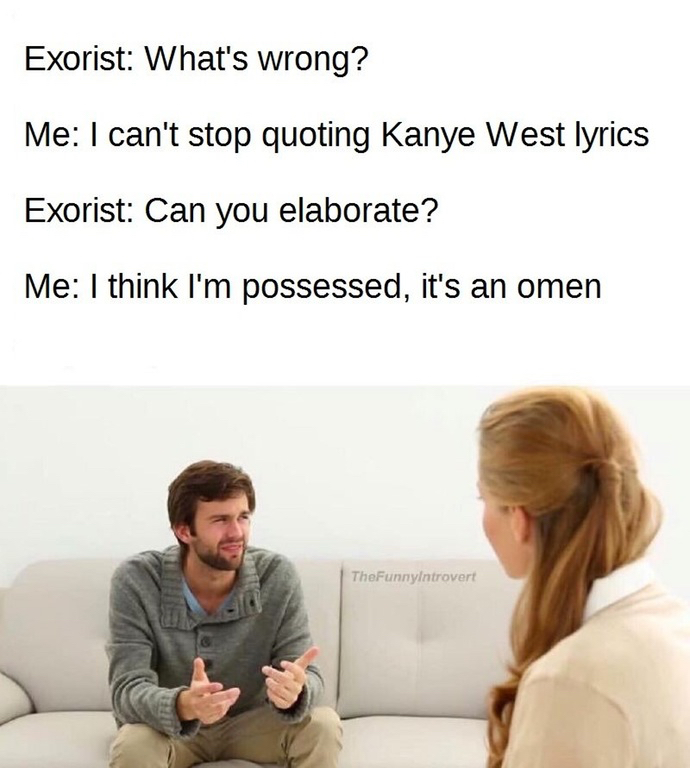 Exorist: What's wrong?
Me: I can't stop quoting Kanye West lyrics
Exorist: Can you elaborate?
Me: I think I'm possessed, it's an omen
TheFunnyIntrovert